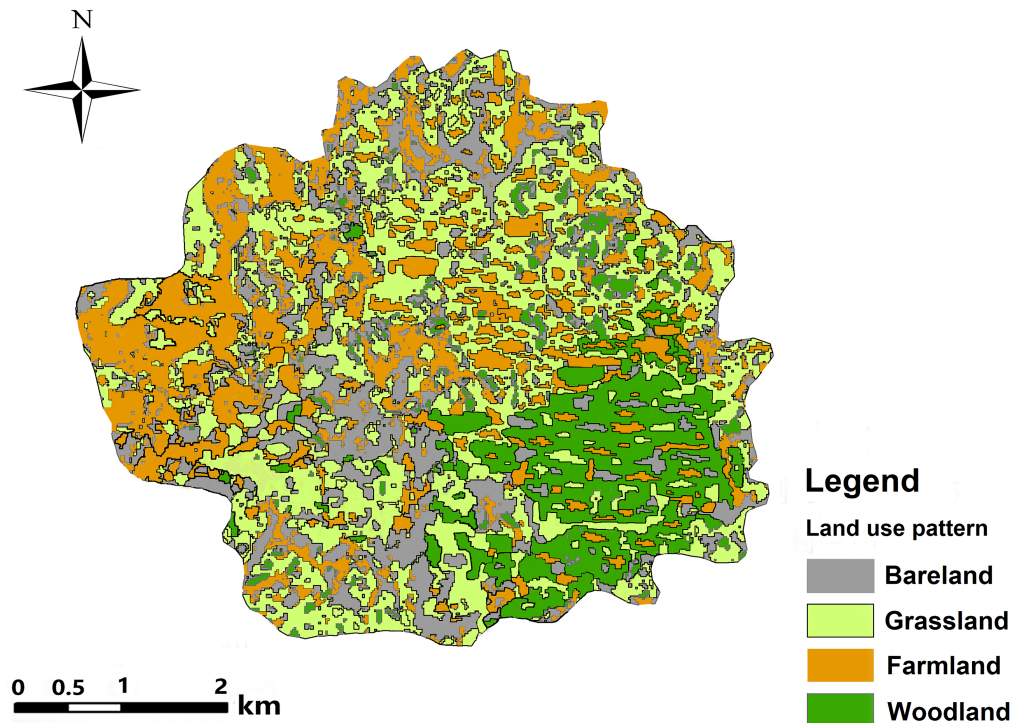 N
Legend
Land use pattern
Bareland
Grassland
Farmland
Woodland
0 0.5 1 2 km